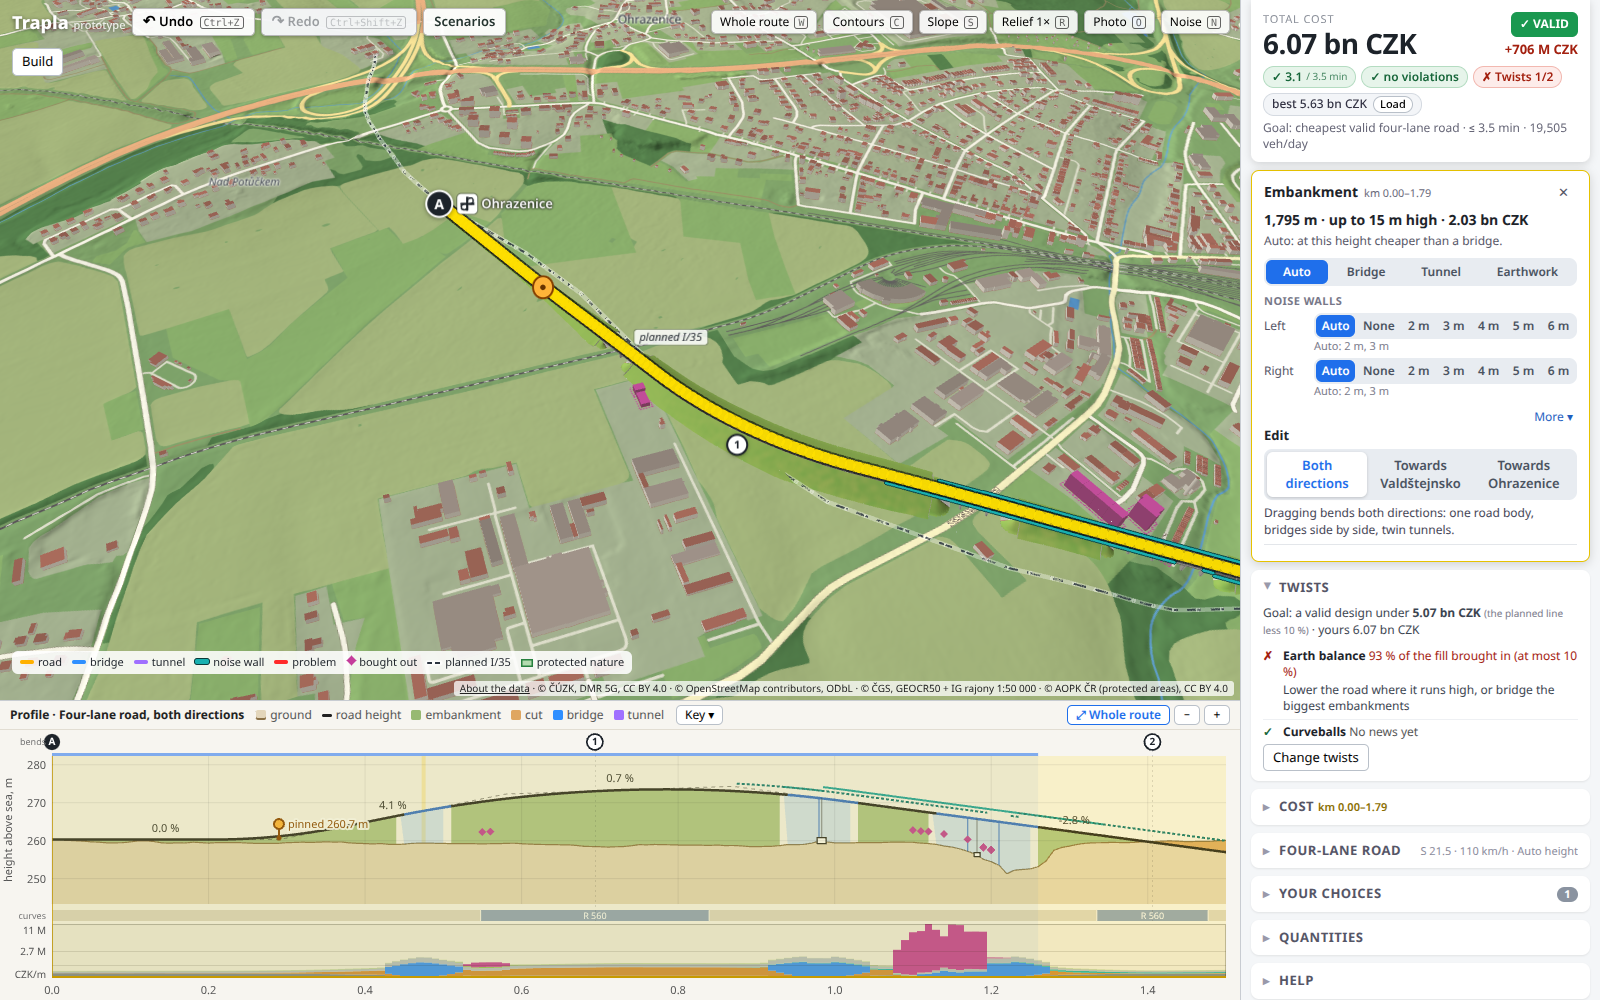 Trapla prototype
↶ Undo Ctrl+Z
↷ Redo Ctrl+Shift+Z
Scenarios
Ohrazenice
Whole route W
Contours C
Slope S
Relief 1× R
Photo O
Noise N
Build
Nad Potůčkem
A
Ohrazenice
planned I/35
1
road
bridge
tunnel
noise wall
problem
bought out
planned I/35
protected nature
About the data · © ČÚZK, DMR 5G, CC BY 4.0 · © OpenStreetMap contributors, ODbL · © ČGS, GEOCR50 + IG rajony 1:50 000 · © AOPK ČR (protected areas), CC BY 4.0
TOTAL COST
✓ VALID
6.07 bn CZK
+706 M CZK
✓ 3.1 / 3.5 min
✓ no violations
✗ Twists 1/2
best 5.63 bn CZK Load
Goal: cheapest valid four-lane road · ≤ 3.5 min · 19,505
veh/day
Embankment km 0.00–1.79 ×
1,795 m · up to 15 m high · 2.03 bn CZK
Auto: at this height cheaper than a bridge.
Auto Bridge Tunnel Earthwork
NOISE WALLS
Left Auto None 2 m 3 m 4 m 5 m 6 m
Auto: 2 m, 3 m
Right Auto None 2 m 3 m 4 m 5 m 6 m
Auto: 2 m, 3 m
More ▾
Edit
Both directions
Towards Valdštejnsko
Towards Ohrazenice
Dragging bends both directions: one road body,
bridges side by side, twin tunnels.
▼ TWISTS
Goal: a valid design under 5.07 bn CZK (the planned line
less 10 %) · yours 6.07 bn CZK
✗ Earth balance 93 % of the fill brought in (at most 10
%)
Lower the road where it runs high, or bridge the
biggest embankments
✓ Curveballs No news yet
Change twists
▶ COST km 0.00–1.79
▶ FOUR-LANE ROAD S 21.5 · 110 km/h · Auto height
▶ YOUR CHOICES 1
▶ QUANTITIES
▶ HELP
Profile · Four-lane road, both directions
ground
road height
embankment
cut
bridge
tunnel
Key ▾
⤢ Whole route
−
+
bends
A
1
2
height above sea, m
280
270
260
250
0.0 %
pinned 260.7 m
4.1 %
0.7 %
-2.8 %
curves
R 560
R 560
11 M
2.7 M
CZK/m
0.0 0.2 0.4 0.6 0.8 1.0 1.2 1.4